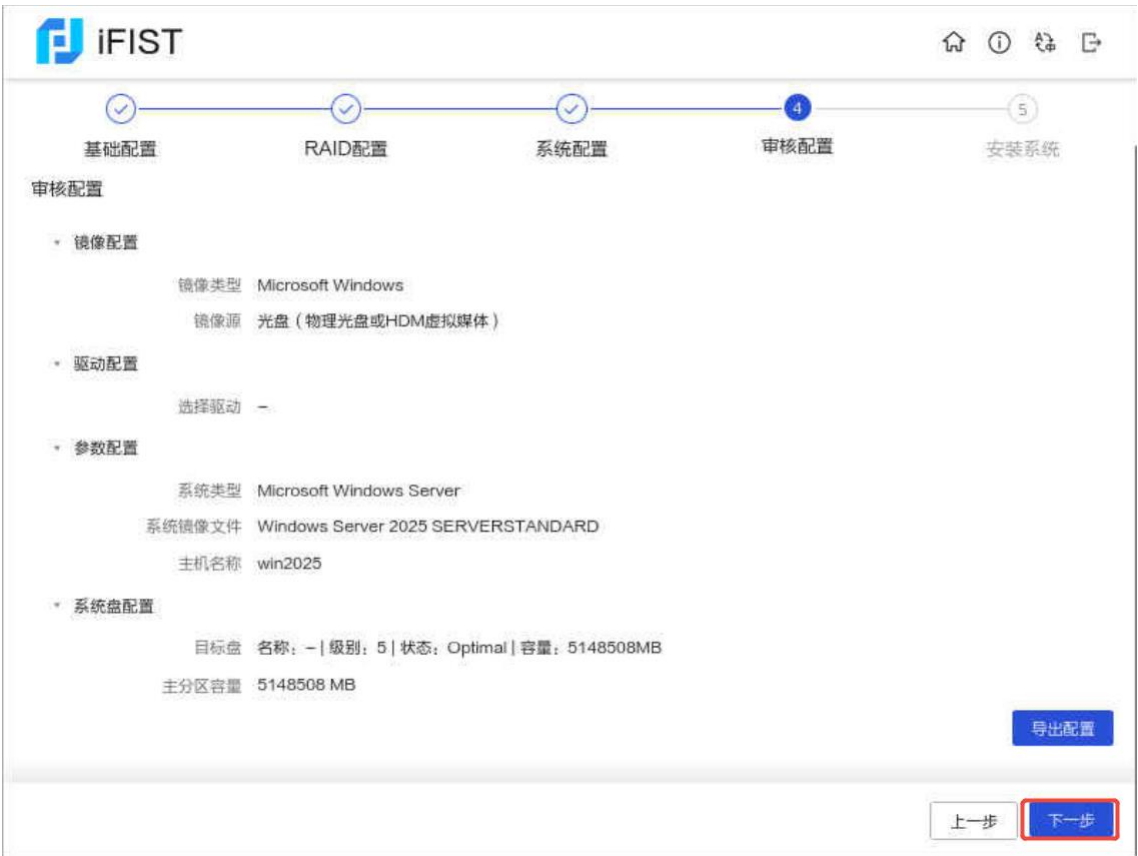 iFIST
4
5
基础配置
RAID配置
系统配置
审核配置
安装系统
审核配置
镜像配置
镜像类型 Microsoft Windows
镜像源 光盘（物理光盘或HDM虚拟媒体）
驱动配置
选择驱动 –
参数配置
系统类型 Microsoft Windows Server
系统镜像文件 Windows Server 2025 SERVERSTANDARD
主机名称 win2025
系统盘配置
目标盘 名称：– | 级别：5 | 状态：Optimal | 容量：5148508MB
主分区容量 5148508 MB
导出配置
上一步
下一步